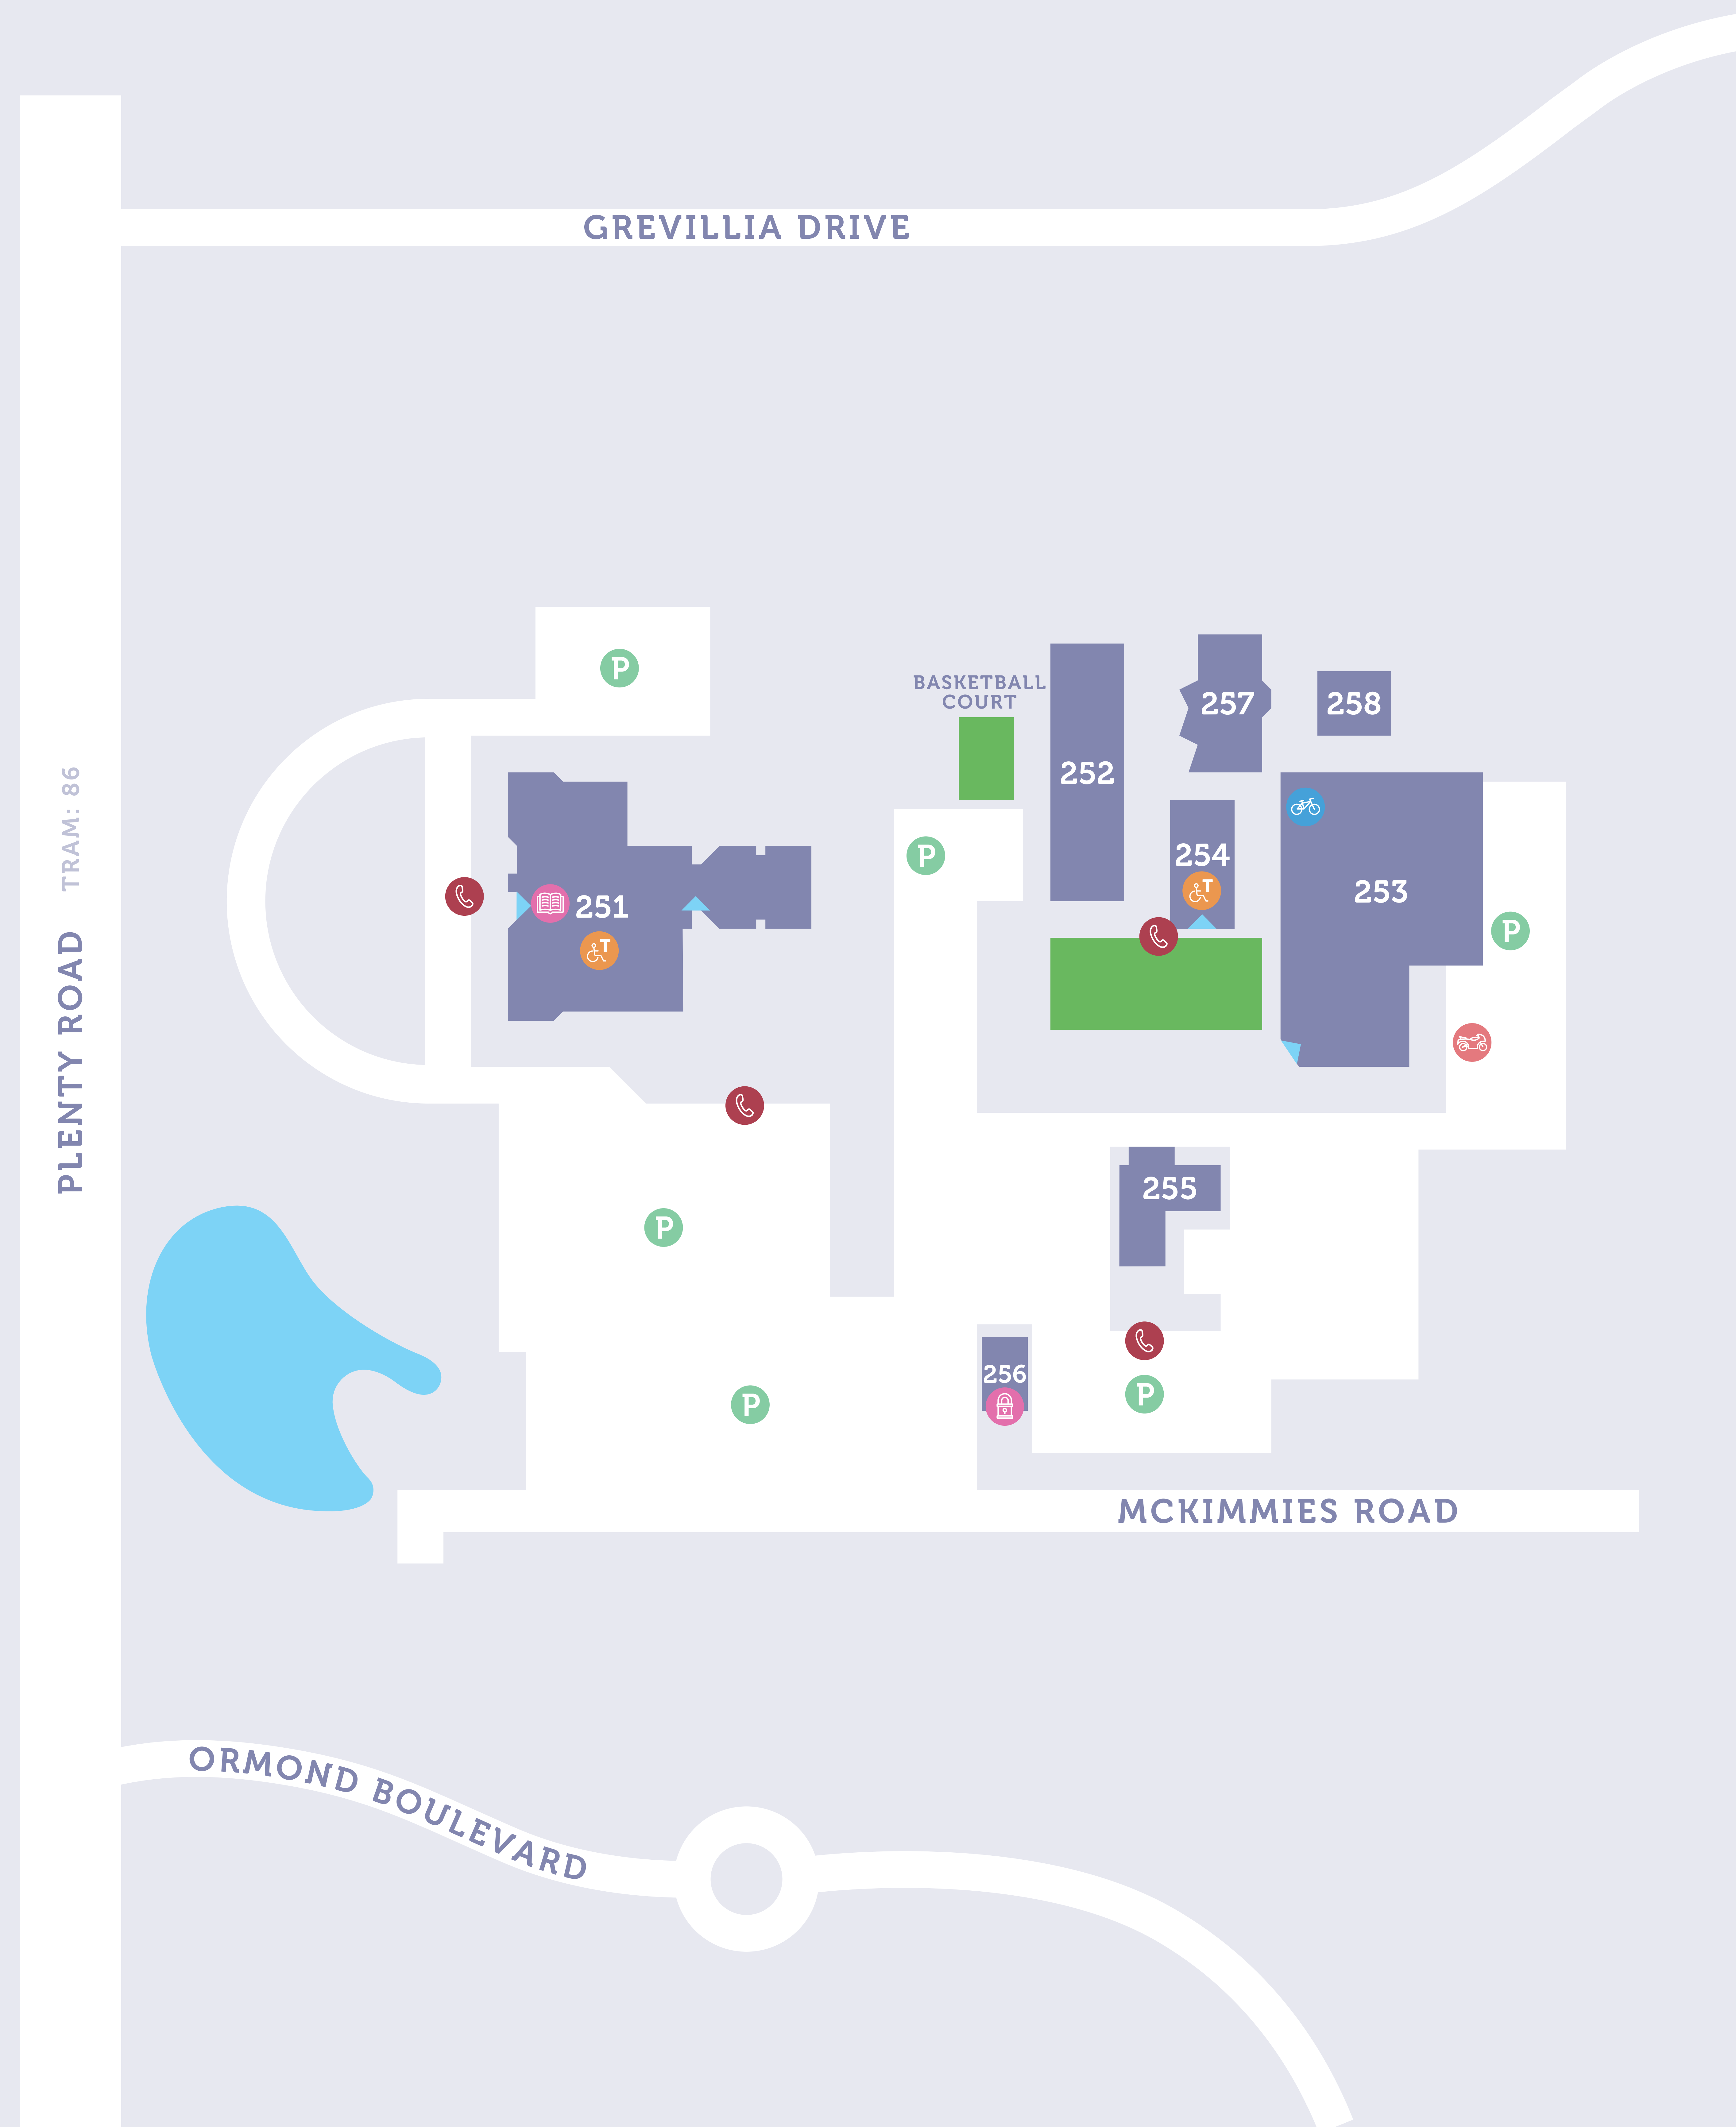 GREVILLIA DRIVE
PLENTY ROAD TRAM: 86
P
BASKETBALL
COURT
257
258
252
P
254
T
253
251
T
P
P
255
P
256
P
P
MCKIMMIES ROAD
ORMOND BOULEVARD